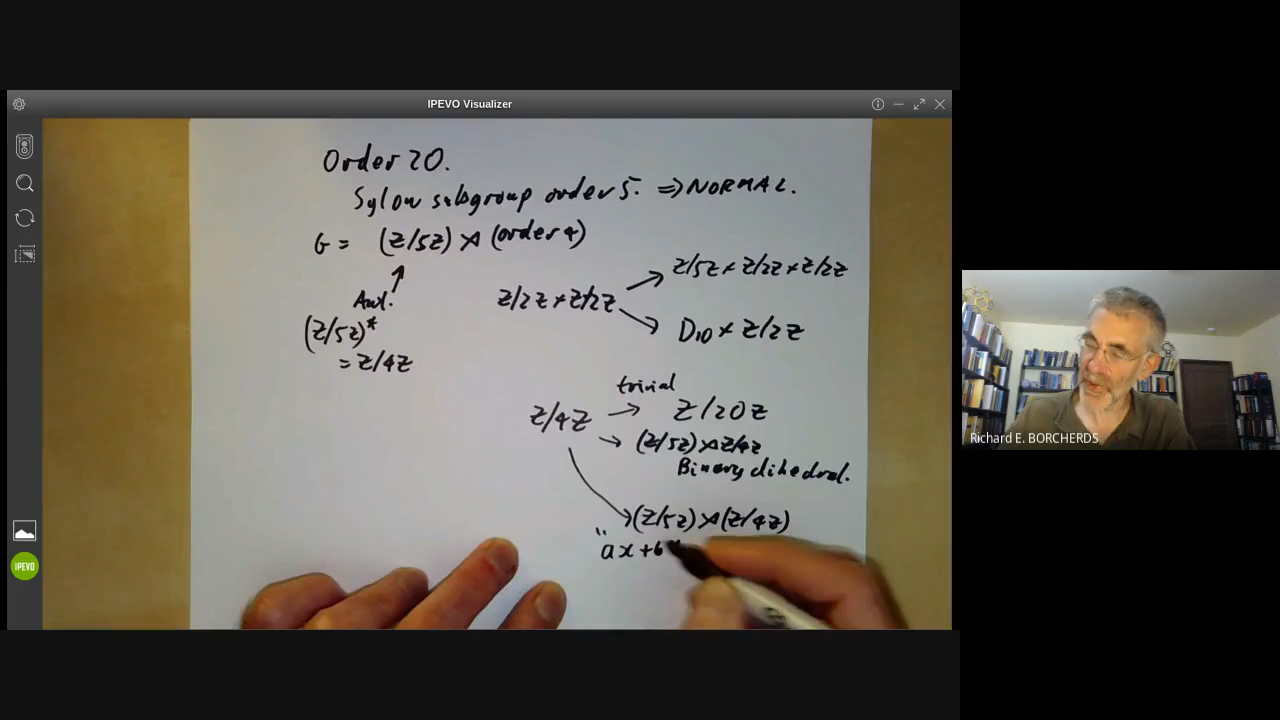 IPEVO Visualizer
Order 20.
Sylow subgroup order 5. ⇒ NORMAL.
G = (Z/5Z) ⋊ (order 4)
Aut.
(Z/5Z)*
= Z/4Z
Z/2Z × Z/2Z
Z/5Z × Z/2Z × Z/2Z
D10 × Z/2Z
Z/4Z
trivial
Z/20Z
(Z/5Z) ⋊ Z/4Z
Binary dihedral.
(Z/5Z) ⋊ (Z/4Z)
"ax+b"
IPEVO
Richard E. BORCHERDS